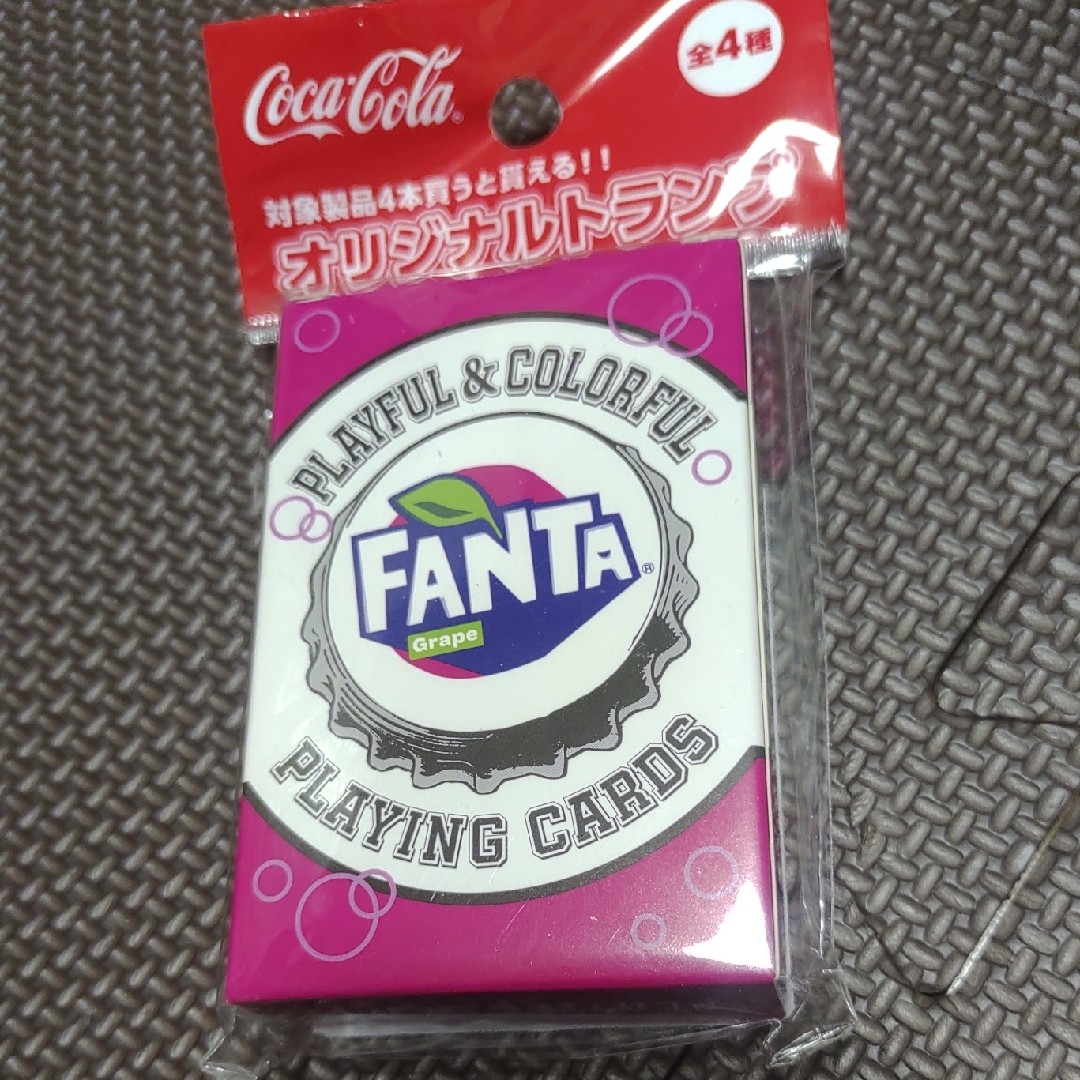 Coca-Cola®
全4種
対象製品4本買うと貰える!!
オリジナルトランプ
PLAYFUL & COLORFUL
FANTA®
Grape
PLAYING CARDS